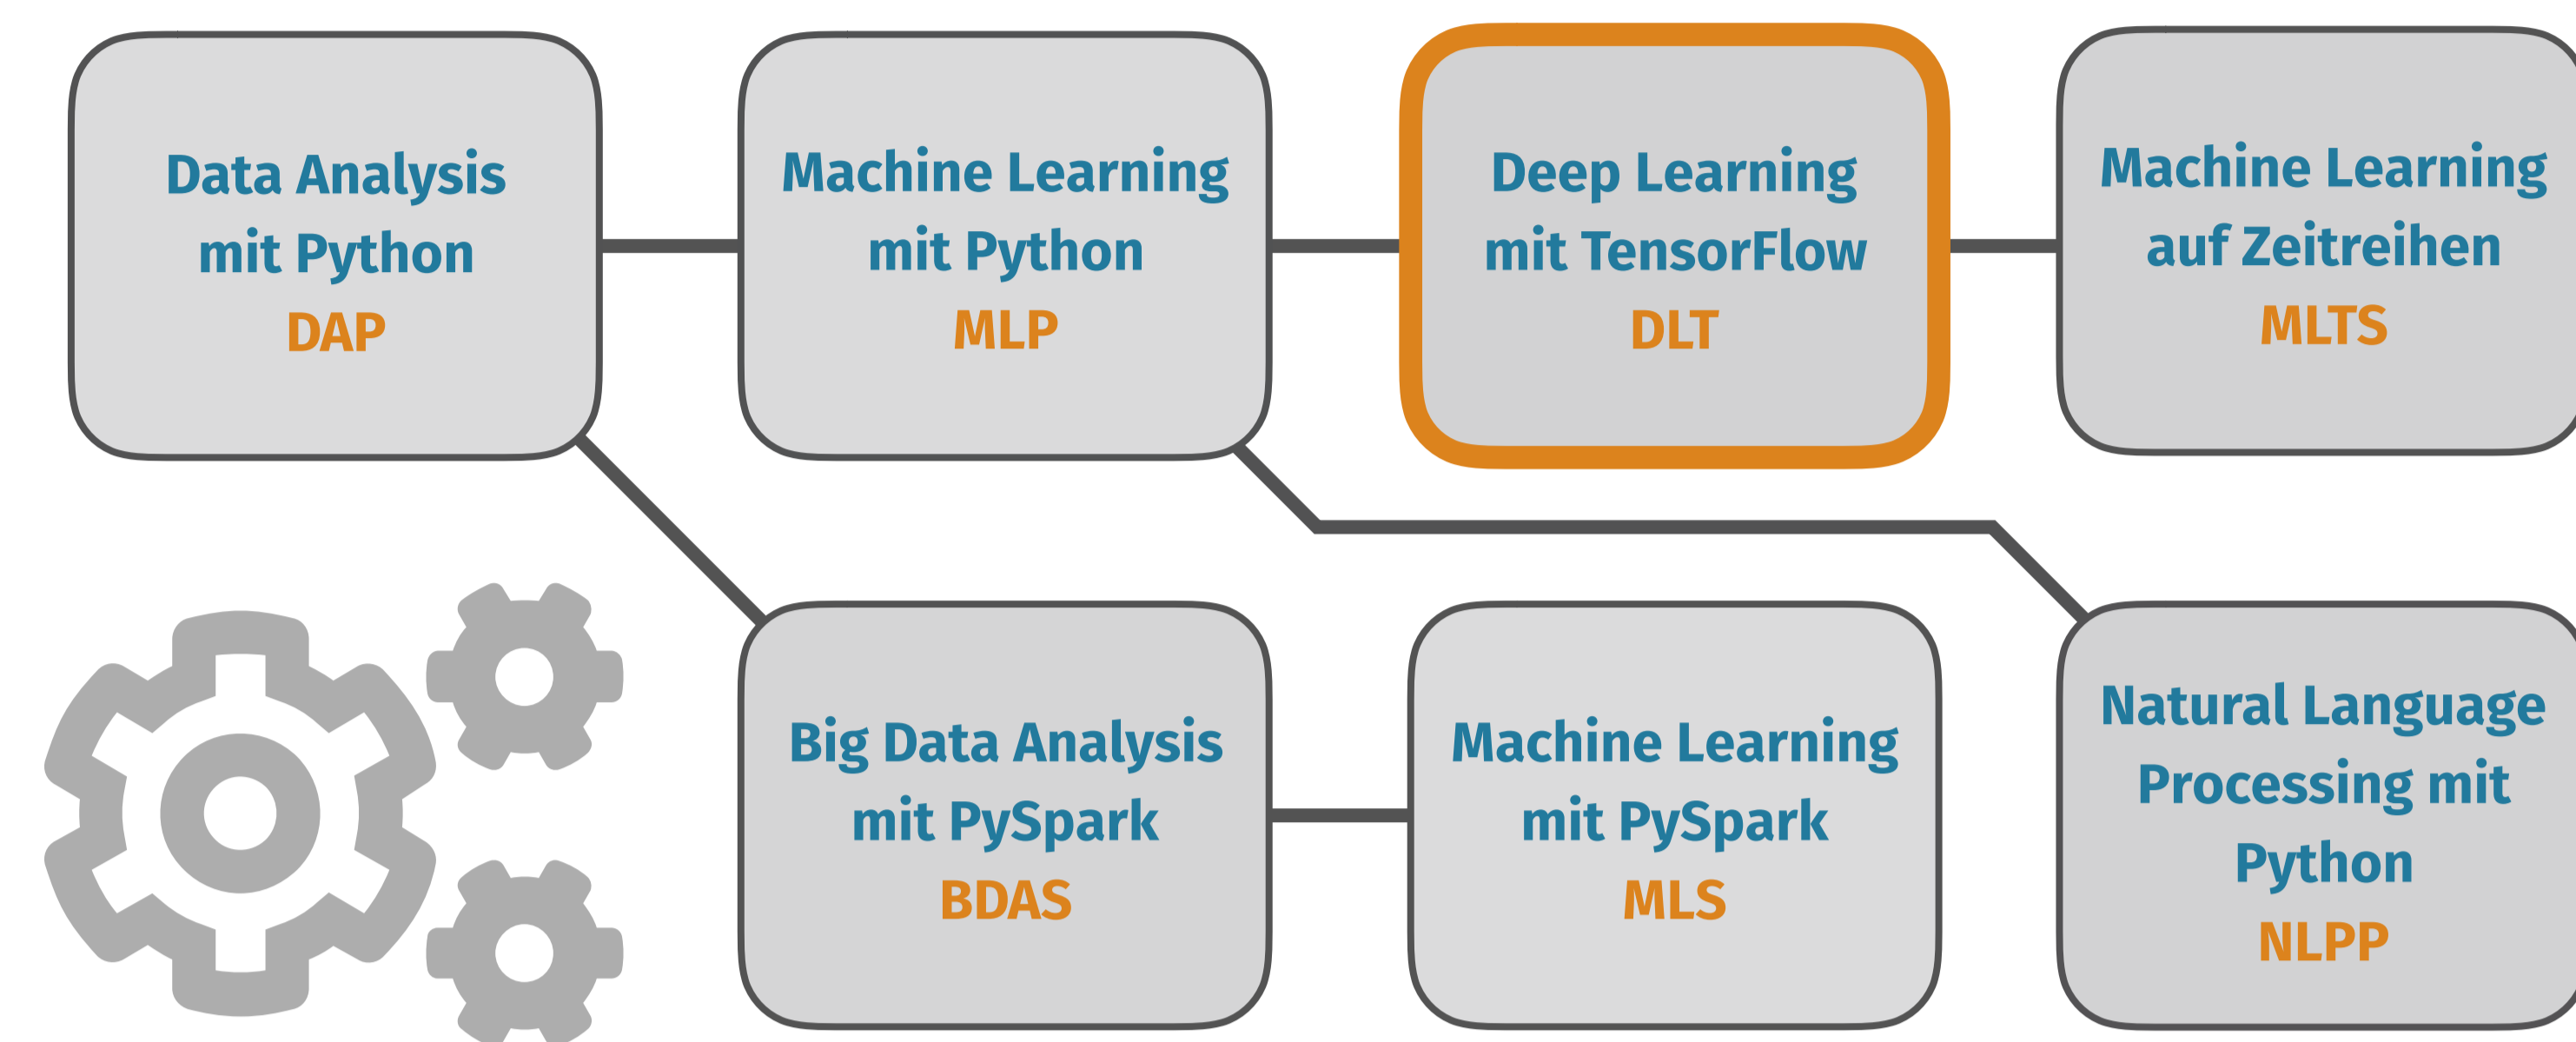 Data Analysis
mit Python
DAP
Machine Learning
mit Python
MLP
Deep Learning
mit TensorFlow
DLT
Machine Learning
auf Zeitreihen
MLTS
Big Data Analysis
mit PySpark
BDAS
Machine Learning
mit PySpark
MLS
Natural Language
Processing mit
Python
NLPP